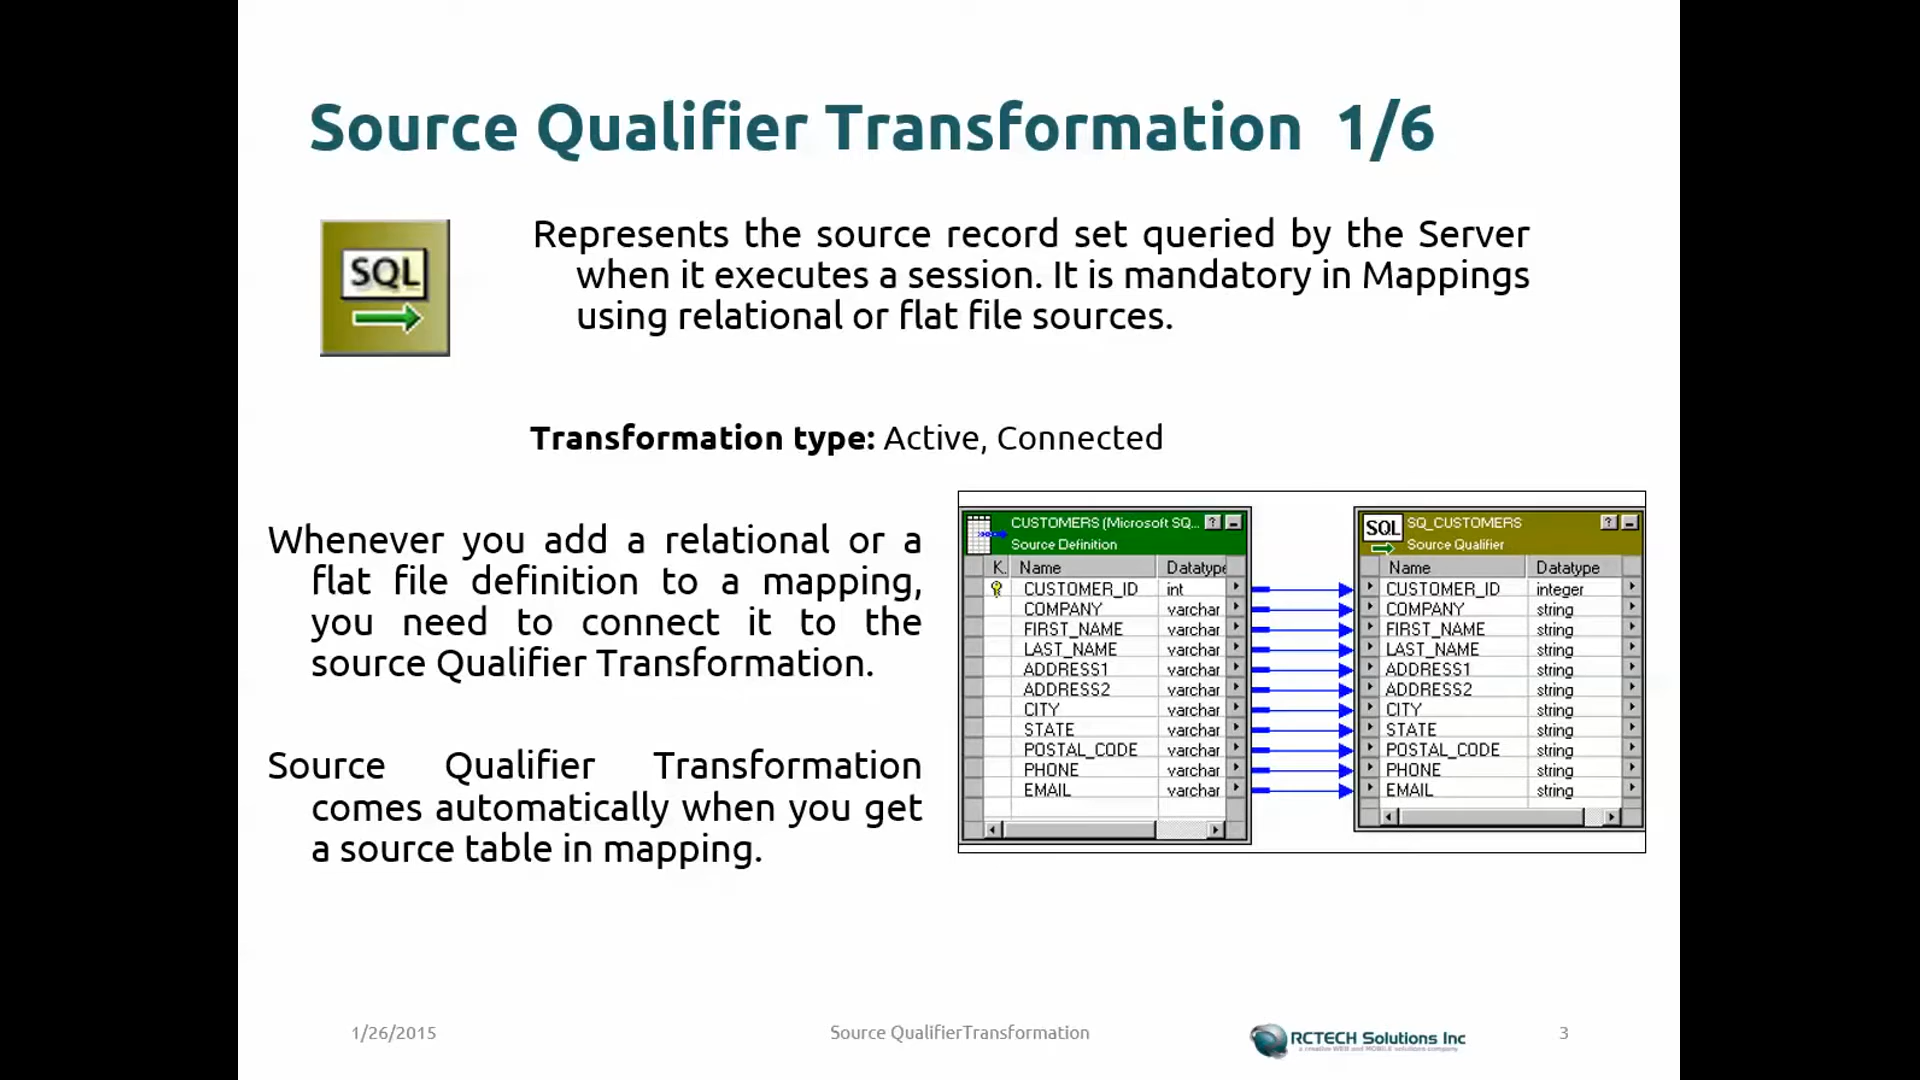 Source Qualifier Transformation 1/6
SQL
Represents the source record set queried by the Server
when it executes a session. It is mandatory in Mappings
using relational or flat file sources.
Transformation type: Active, Connected
Whenever you add a relational or a
flat file definition to a mapping,
you need to connect it to the
source Qualifier Transformation.
Source Qualifier Transformation
comes automatically when you get
a source table in mapping.
CUSTOMERS (Microsoft SQ...
Source Definition
K. Name Datatype
CUSTOMER_ID int
COMPANY varchar
FIRST_NAME varchar
LAST_NAME varchar
ADDRESS1 varchar
ADDRESS2 varchar
CITY varchar
STATE varchar
POSTAL_CODE varchar
PHONE varchar
EMAIL varchar
SQL SQ_CUSTOMERS
Source Qualifier
Name Datatype
CUSTOMER_ID integer
COMPANY string
FIRST_NAME string
LAST_NAME string
ADDRESS1 string
ADDRESS2 string
CITY string
STATE string
POSTAL_CODE string
PHONE string
EMAIL string
1/26/2015
Source QualifierTransformation
RCTECH Solutions Inc
a creative WEB and MOBILE solutions company
3